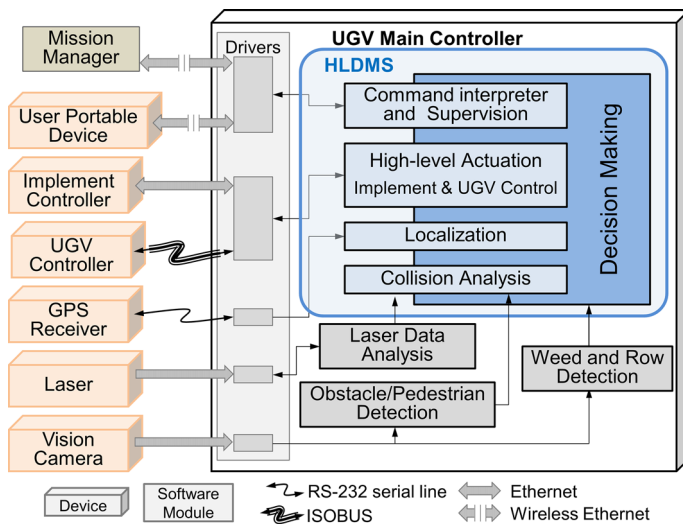 UGV Main Controller
Drivers
HLDMS
Mission
Manager
User Portable
Device
Implement
Controller
UGV
Controller
GPS
Receiver
Laser
Vision
Camera
Command interpreter
and Supervision
High-level Actuation
Implement & UGV Control
Localization
Collision Analysis
Decision Making
Laser Data
Analysis
Weed and Row
Detection
Obstacle/Pedestrian
Detection
Device
Software
Module
RS-232 serial line
ISOBUS
Ethernet
Wireless Ethernet